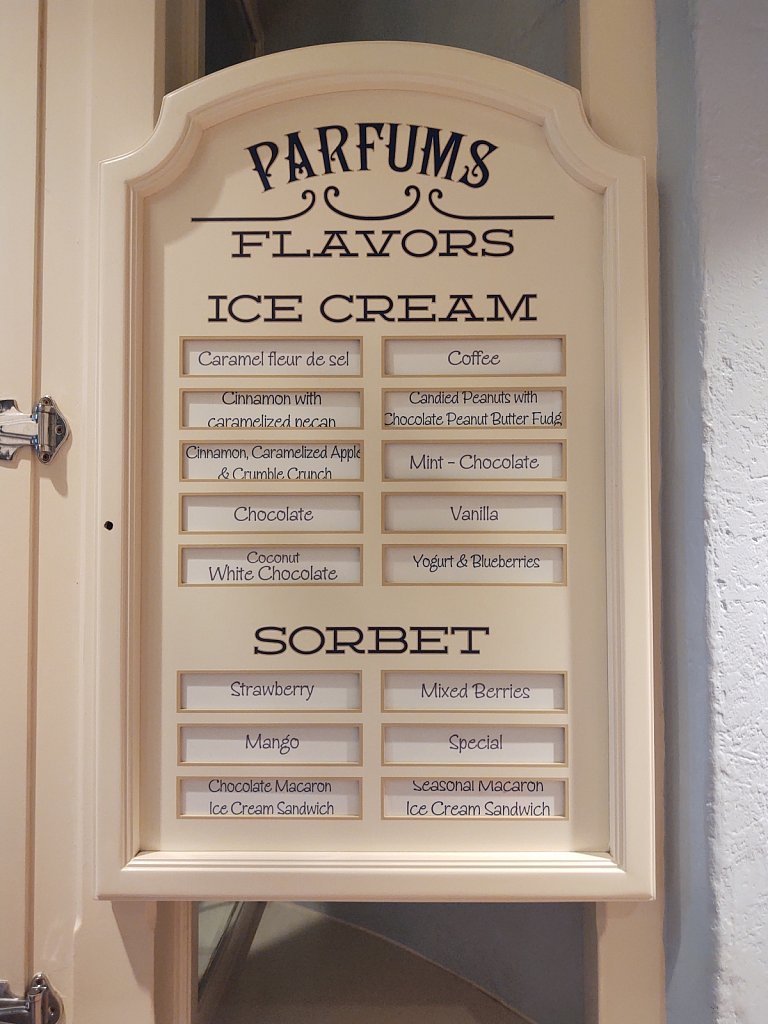 PARFUMS
FLAVORS
ICE CREAM
Caramel fleur de sel
Coffee
Cinnamon with
caramelized pecan
Candied Peanuts with
Chocolate Peanut Butter Fudg
Cinnamon, Caramelized Apple
& Crumble Crunch
Mint - Chocolate
Chocolate
Vanilla
Coconut
White Chocolate
Yogurt & Blueberries
SORBET
Strawberry
Mixed Berries
Mango
Special
Chocolate Macaron
Ice Cream Sandwich
Seasonal Macaron
Ice Cream Sandwich